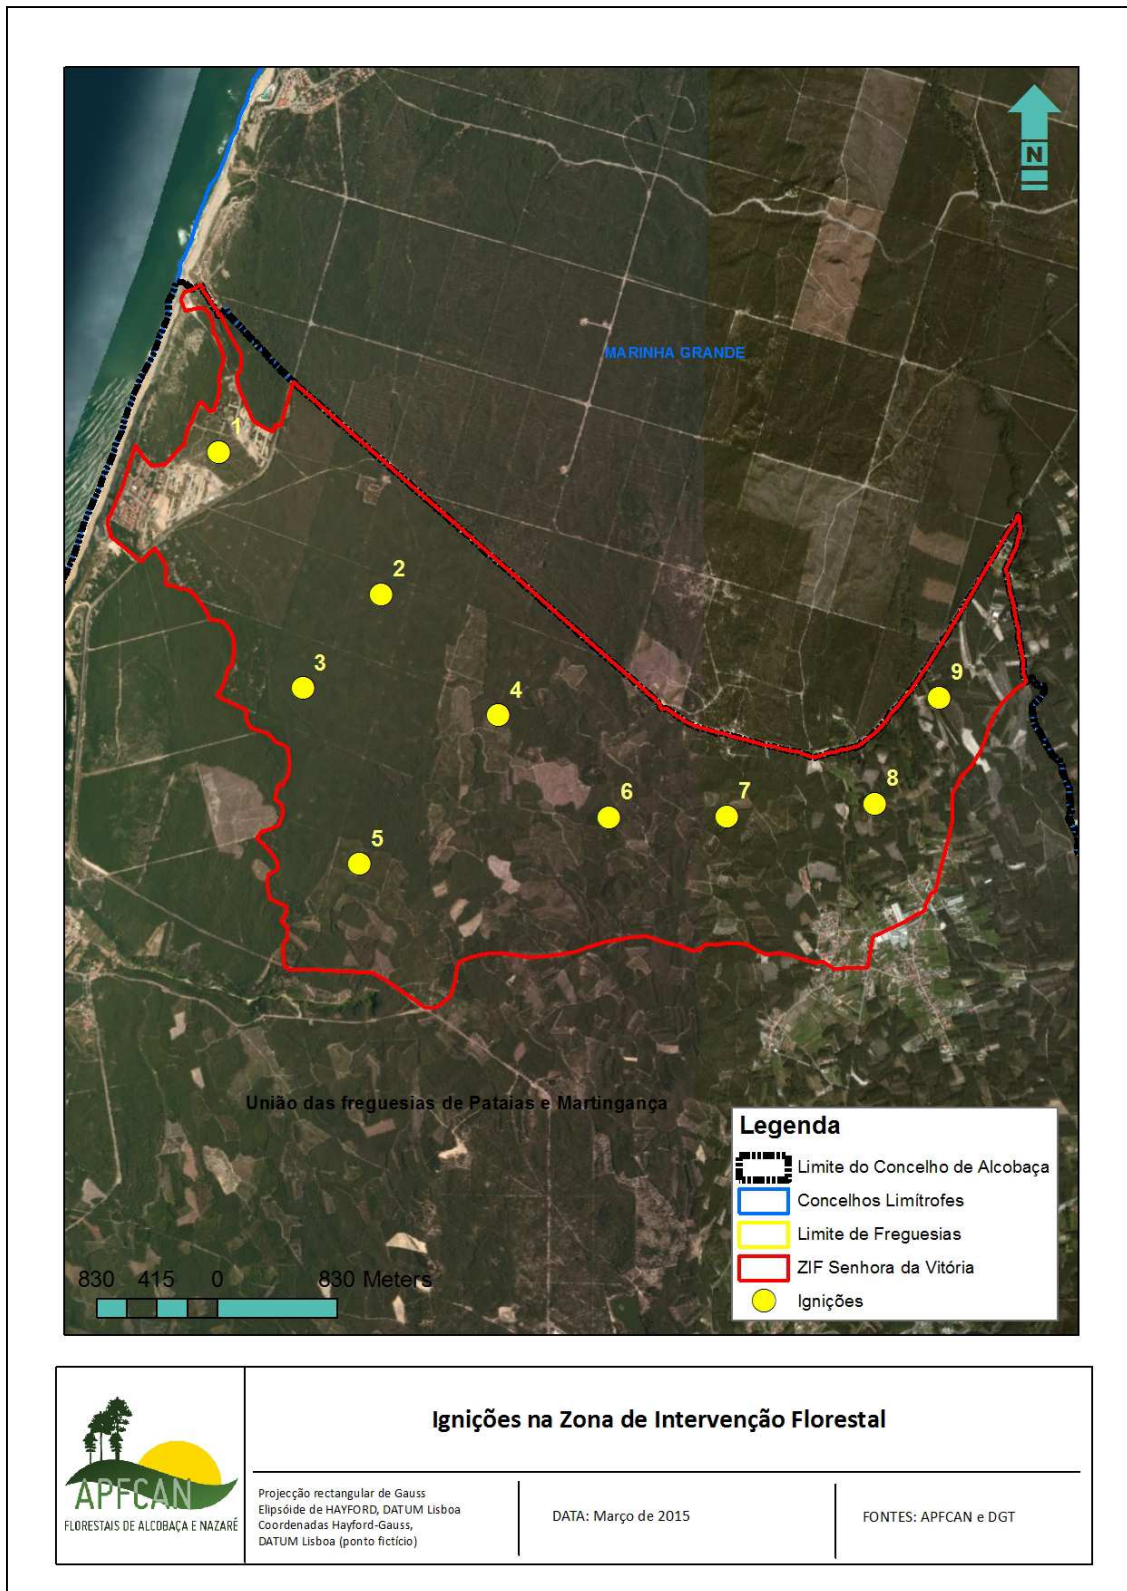 N
MARINHA GRANDE
1
2
3
4
5
6
7
8
9
União das freguesias de Pataias e Martingança
Legenda
Limite do Concelho de Alcobaça
Concelhos Limítrofes
Limite de Freguesias
ZIF Senhora da Vitória
Ignições
830 415 0 830 Meters
APFCAN
FLORESTAIS DE ALCOBAÇA E NAZARÉ
Ignições na Zona de Intervenção Florestal
Projecção rectangular de Gauss
Elipsóide de HAYFORD, DATUM Lisboa
Coordenadas Hayford-Gauss,
DATUM Lisboa (ponto fictício)
DATA: Março de 2015
FONTES: APFCAN e DGT